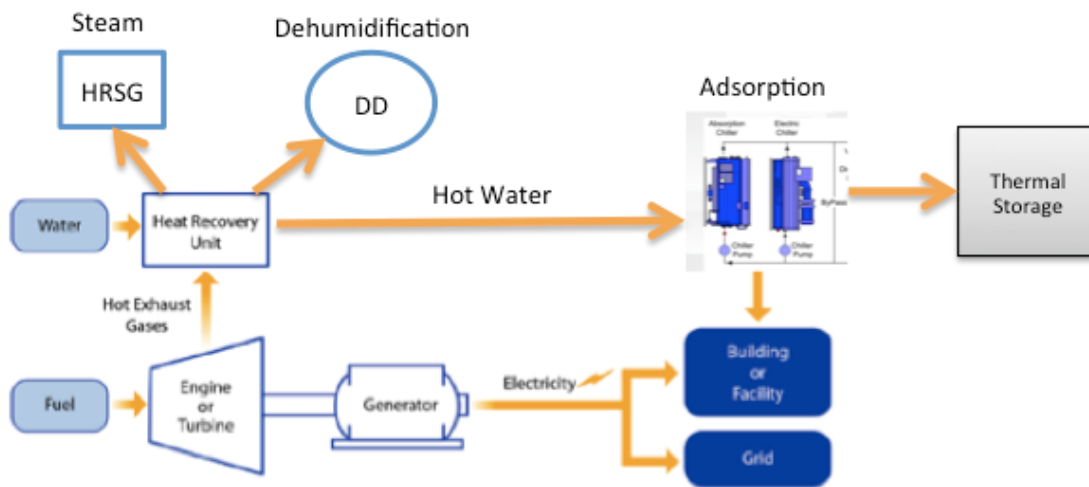 Steam
HRSG
Dehumidification
DD
Adsorption
Absorption
Chiller
Electric
Chiller
ByPass
Chiller
Pump
Chiller
Pump
Thermal
Storage
Water
Heat Recovery
Unit
Hot Water
Hot Exhaust
Gases
Fuel
Engine
or
Turbine
Generator
Electricity
Building
or
Facility
Grid